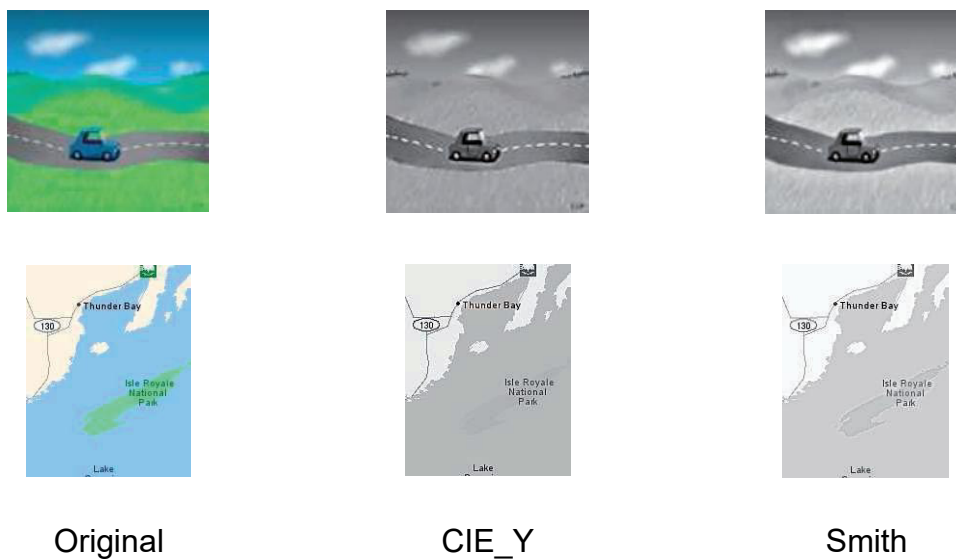 Thunder Bay
130
Isle Royale
National
Park
Lake
Thunder Bay
130
Isle Royale
National
Park
Lake
Thunder Bay
130
Isle Royale
National
Park
Lake
Original CIE_Y Smith